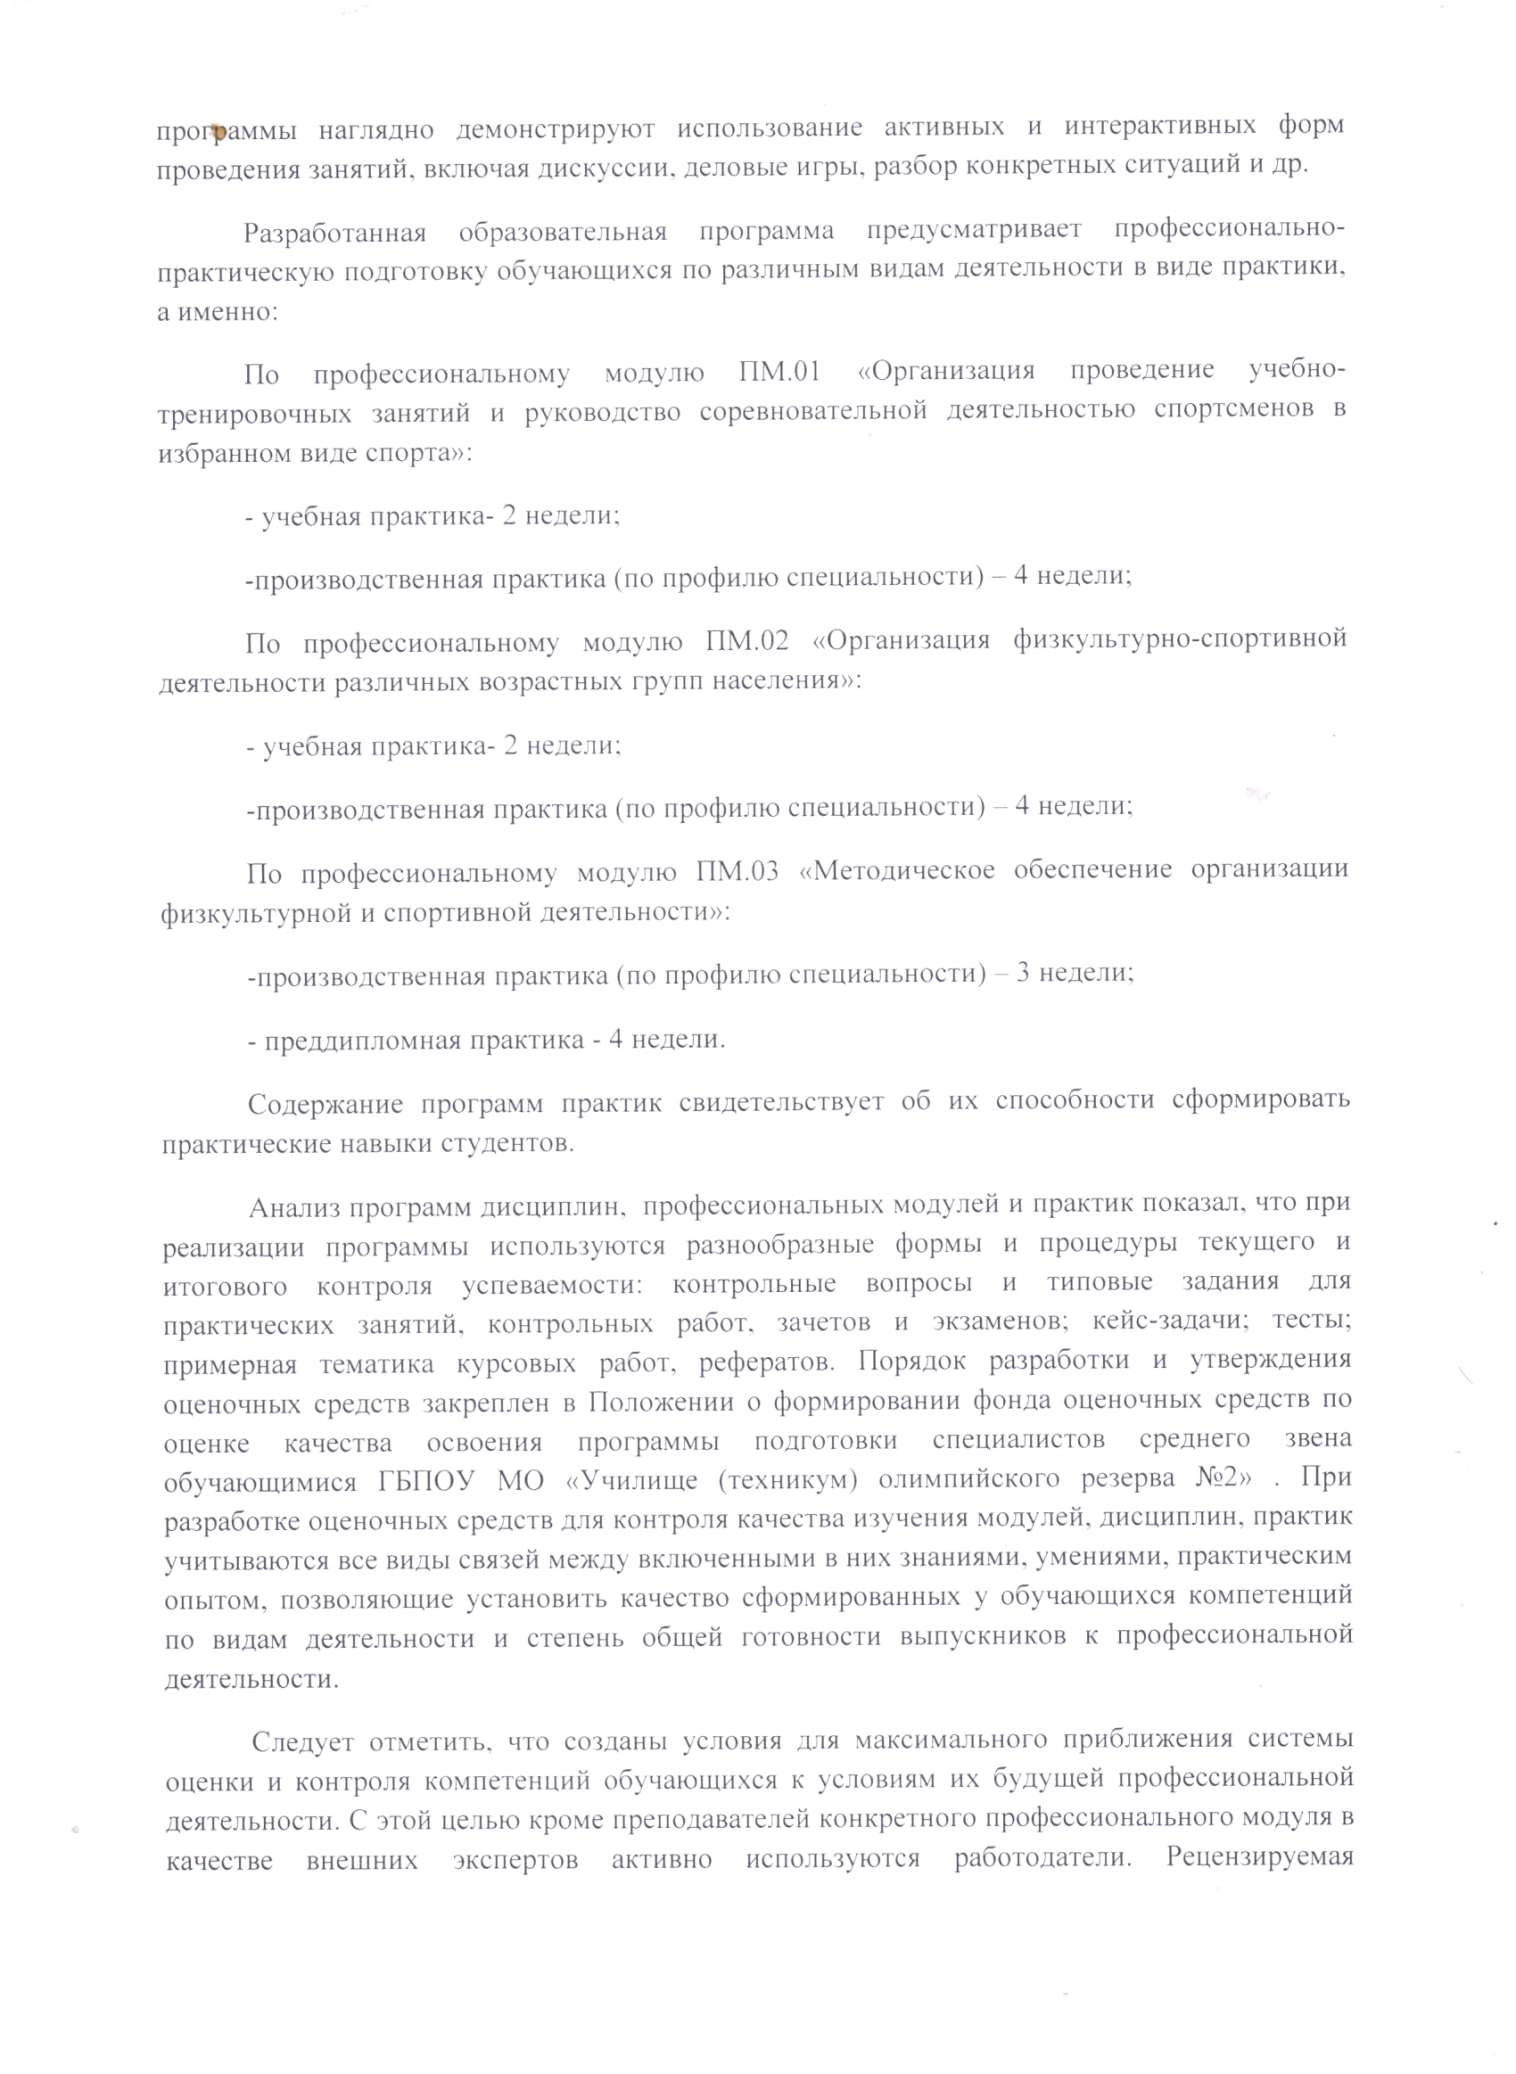 программы наглядно демонстрируют использование активных и интерактивных форм
проведения занятий, включая дискуссии, деловые игры, разбор конкретных ситуаций и др.
Разработанная образовательная программа предусматривает профессионально-
практическую подготовку обучающихся по различным видам деятельности в виде практики,
а именно:
По профессиональному модулю ПМ.01 «Организация проведение учебно-
тренировочных занятий и руководство соревновательной деятельностью спортсменов в
избранном виде спорта»:
- учебная практика- 2 недели;
-производственная практика (по профилю специальности) – 4 недели;
По профессиональному модулю ПМ.02 «Организация физкультурно-спортивной
деятельности различных возрастных групп населения»:
- учебная практика- 2 недели;
-производственная практика (по профилю специальности) – 4 недели;
По профессиональному модулю ПМ.03 «Методическое обеспечение организации
физкультурной и спортивной деятельности»:
-производственная практика (по профилю специальности) – 3 недели;
- преддипломная практика - 4 недели.
Содержание программ практик свидетельствует об их способности сформировать
практические навыки студентов.
Анализ программ дисциплин, профессиональных модулей и практик показал, что при
реализации программы используются разнообразные формы и процедуры текущего и
итогового контроля успеваемости: контрольные вопросы и типовые задания для
практических занятий, контрольных работ, зачетов и экзаменов; кейс-задачи; тесты;
примерная тематика курсовых работ, рефератов. Порядок разработки и утверждения
оценочных средств закреплен в Положении о формировании фонда оценочных средств по
оценке качества освоения программы подготовки специалистов среднего звена
обучающимися ГБПОУ МО «Училище (техникум) олимпийского резерва №2» . При
разработке оценочных средств для контроля качества изучения модулей, дисциплин, практик
учитываются все виды связей между включенными в них знаниями, умениями, практическим
опытом, позволяющие установить качество сформированных у обучающихся компетенций
по видам деятельности и степень общей готовности выпускников к профессиональной
деятельности.
Следует отметить, что созданы условия для максимального приближения системы
оценки и контроля компетенций обучающихся к условиям их будущей профессиональной
деятельности. С этой целью кроме преподавателей конкретного профессионального модуля в
качестве внешних экспертов активно используются работодатели. Рецензируемая